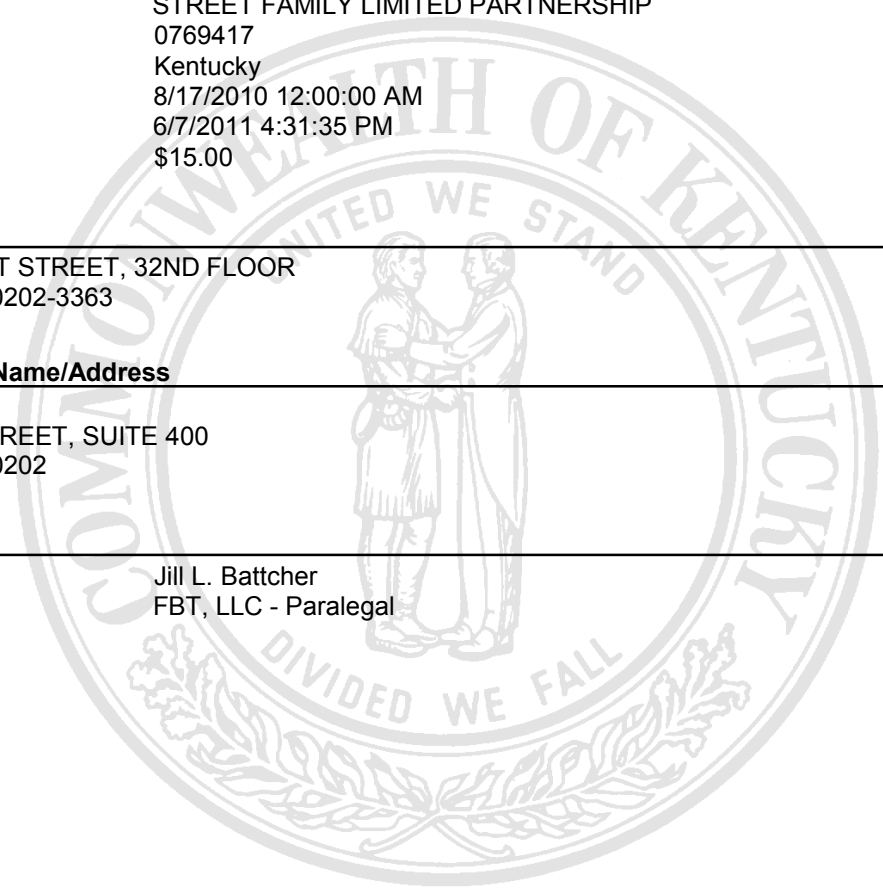 STREET FAMILY LIMITED PARTNERSHIP
0769417
Kentucky
8/17/2010 12:00:00 AM
6/7/2011 4:31:35 PM
$15.00
T STREET, 32ND FLOOR
0202-3363
Name/Address
REET, SUITE 400
0202
Jill L. Battcher
FBT, LLC - Paralegal
COMMONWEALTH OF KENTUCKY
UNITED WE STAND
DIVIDED WE FALL